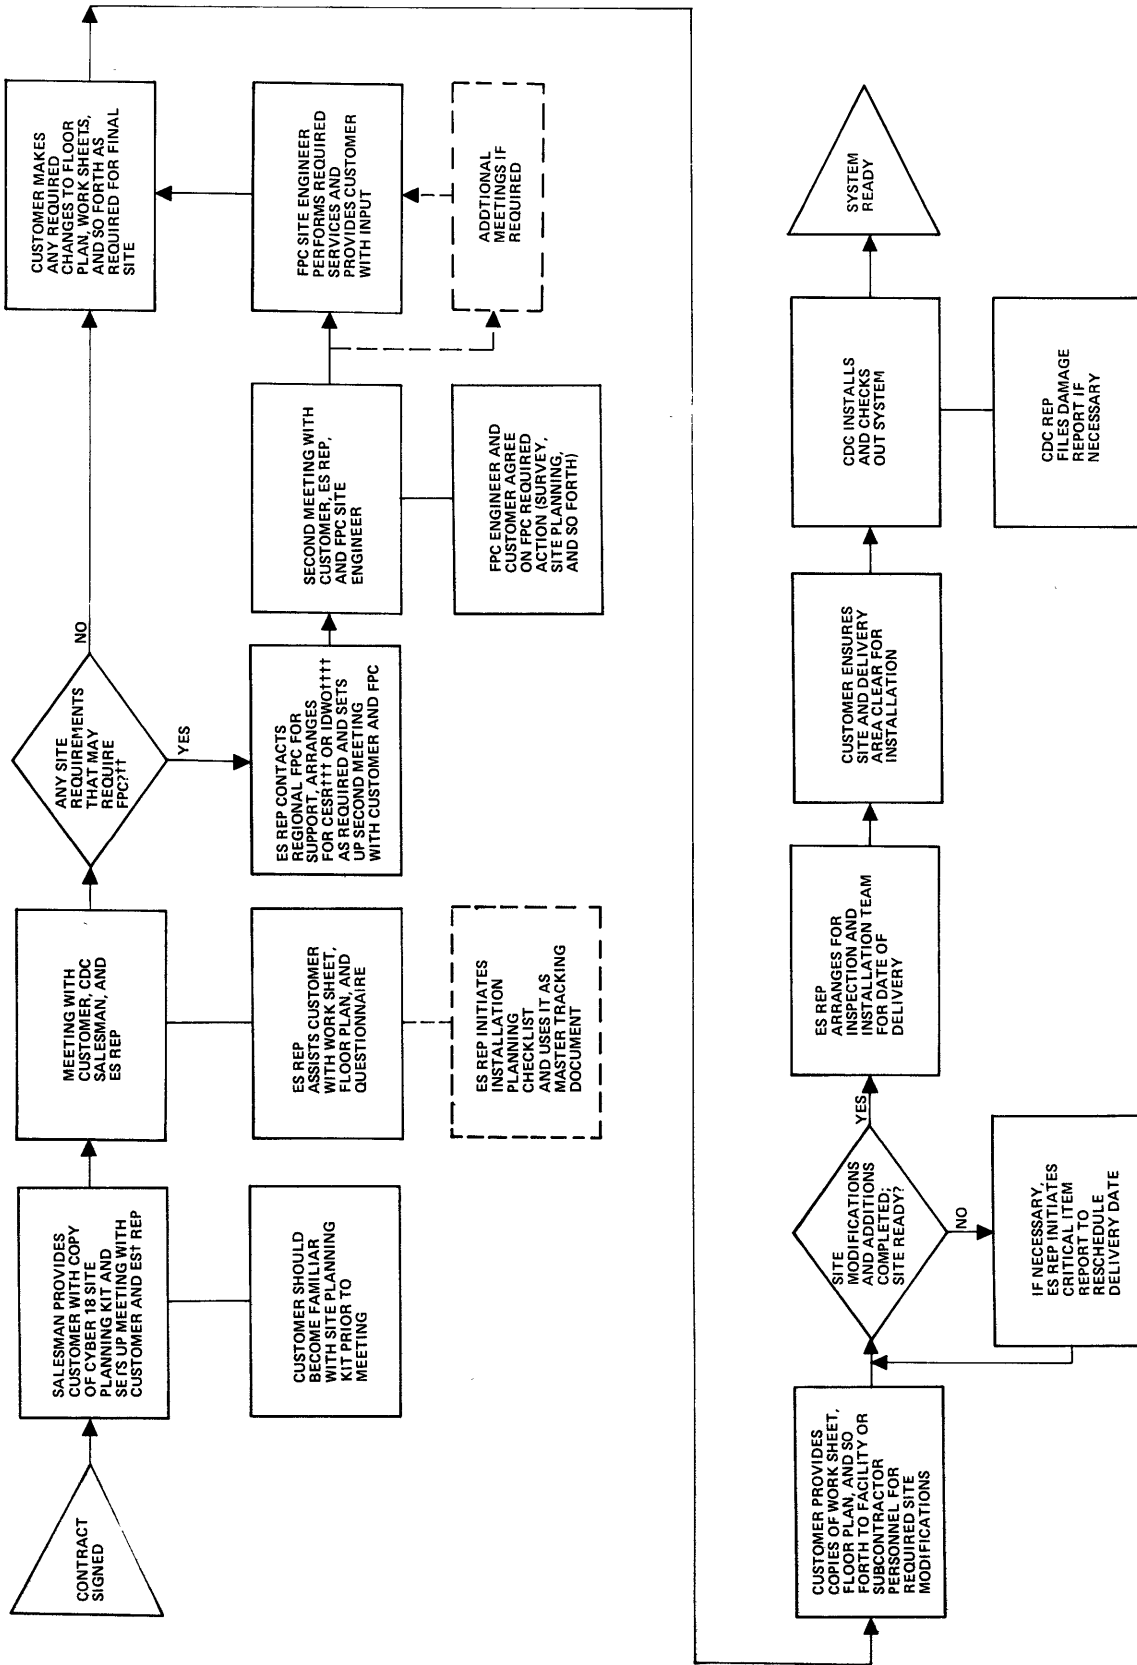 CONTRACT
SIGNED
SALESMAN PROVIDES
CUSTOMER WITH COPY
OF CYBER 18 SITE
PLANNING KIT AND
SETS UP MEETING WITH
CUSTOMER AND ES† REP
CUSTOMER SHOULD
BECOME FAMILIAR
WITH SITE PLANNING
KIT PRIOR TO
MEETING
MEETING WITH
CUSTOMER, CDC
SALESMAN, AND
ES REP
ES REP
ASSISTS CUSTOMER
WITH WORK SHEET,
FLOOR PLAN, AND
QUESTIONNAIRE
ES REP INITIATES
INSTALLATION
PLANNING
CHECKLIST
AND USES IT AS
MASTER TRACKING
DOCUMENT
ANY SITE
REQUIREMENTS
THAT MAY
REQUIRE
FPC?††
NO
YES
ES REP CONTACTS
REGIONAL FPC FOR
SUPPORT, ARRANGES
FOR CESR††† OR IDWO††††
AS REQUIRED AND SETS
UP SECOND MEETING
WITH CUSTOMER AND FPC
SECOND MEETING WITH
CUSTOMER, ES REP,
AND FPC SITE
ENGINEER
FPC ENGINEER AND
CUSTOMER AGREE
ON FPC REQUIRED
ACTION (SURVEY,
SITE PLANNING,
AND SO FORTH)
CUSTOMER MAKES
ANY REQUIRED
CHANGES TO FLOOR
PLAN, WORK SHEETS,
AND SO FORTH AS
REQUIRED FOR FINAL
SITE
FPC SITE ENGINEER
PERFORMS REQUIRED
SERVICES AND
PROVIDES CUSTOMER
WITH INPUT
ADDTIONAL
MEETINGS IF
REQUIRED
CUSTOMER PROVIDES
COPIES OF WORK SHEET,
FLOOR PLAN, AND SO
FORTH TO FACILITY OR
SUBCONTRACTOR
PERSONNEL FOR
REQUIRED SITE
MODIFICATIONS
SITE
MODIFICATIONS
AND ADDITIONS
COMPLETED;
SITE READY?
YES
NO
IF NECESSARY,
ES REP INITIATES
CRITICAL ITEM
REPORT TO
RESCHEDULE
DELIVERY DATE
ES REP
ARRANGES FOR
INSPECTION AND
INSTALLATION TEAM
FOR DATE OF
DELIVERY
CUSTOMER ENSURES
SITE AND DELIVERY
AREA CLEAR FOR
INSTALLATION
CDC INSTALLS
AND CHECKS
OUT SYSTEM
CDC REP
FILES DAMAGE
REPORT IF
NECESSARY
SYSTEM
READY